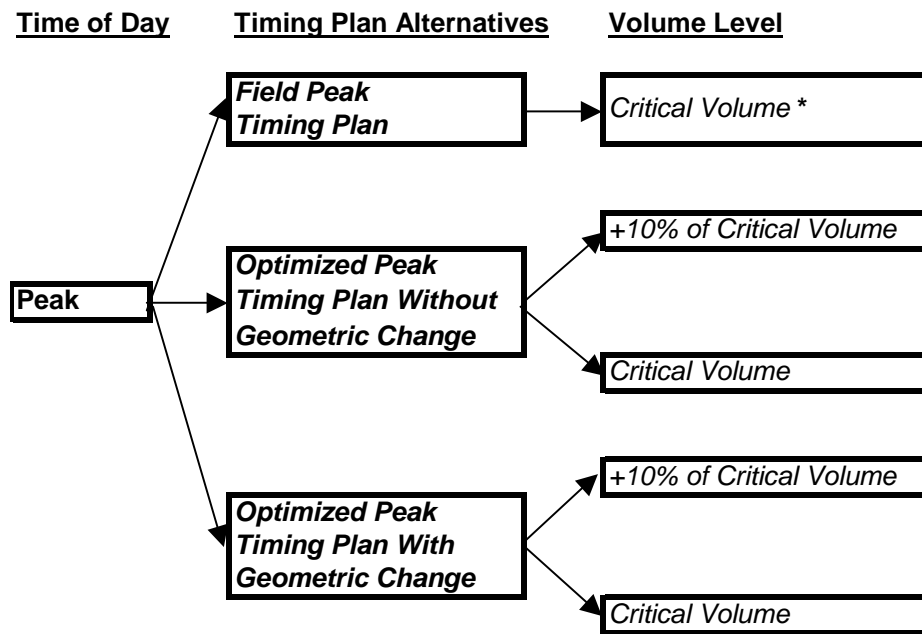 Time of Day
Timing Plan Alternatives
Volume Level
Field Peak
Timing Plan
Critical Volume *
+10% of Critical Volume
Optimized Peak
Timing Plan Without
Geometric Change
Peak
Critical Volume
+10% of Critical Volume
Optimized Peak
Timing Plan With
Geometric Change
Critical Volume